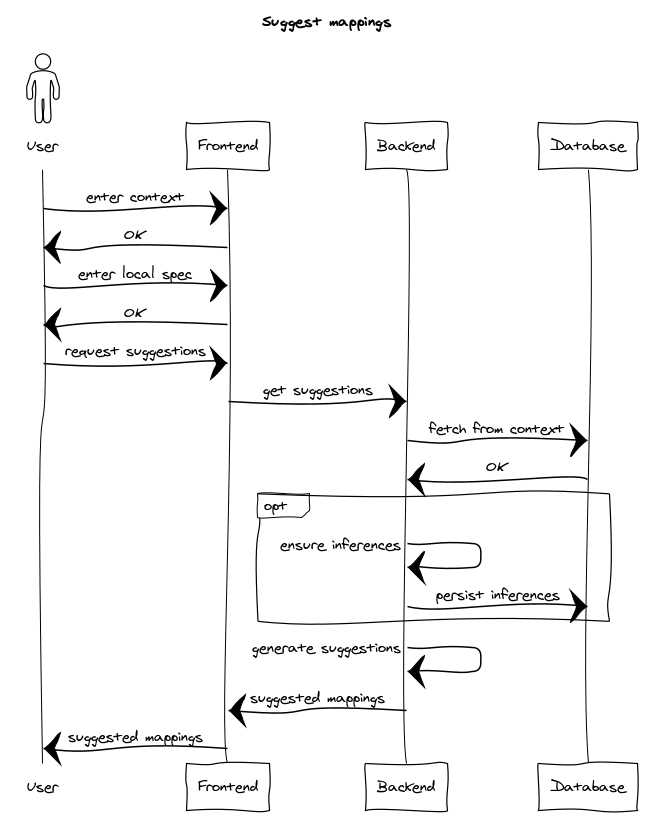 Suggest mappings
User
Frontend
Backend
Database
enter context
OK
enter local spec
OK
request suggestions
get suggestions
fetch from context
OK
opt
ensure inferences
persist inferences
generate suggestions
suggested mappings
suggested mappings
User
Frontend
Backend
Database